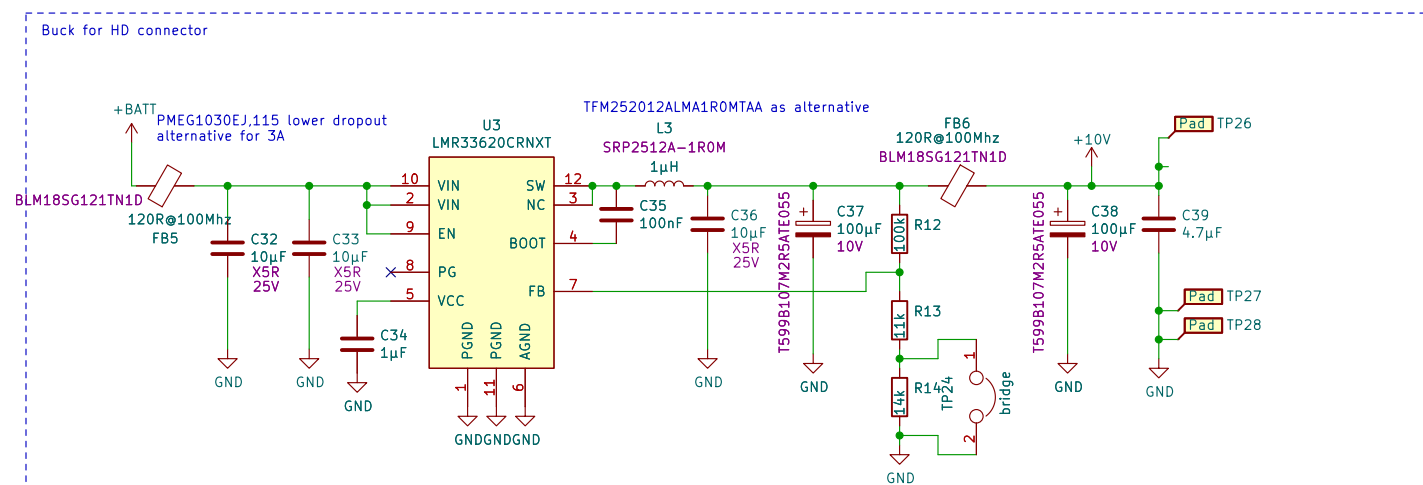 Buck for HD connector
+BATT
PMEG1030EJ,115 lower dropout
alternative for 3A
BLM18SG121TN1D
120R@100Mhz
FB5
C32
10µF
X5R
25V
GND
C33
10µF
X5R
25V
GND
U3
LMR33620CRNXT
10
VIN
2
VIN
9
EN
8
PG
5
VCC
12
SW
3
NC
4
BOOT
7
FB
PGND
PGND
AGND
1
11
6
GND
GND
GND
C34
1µF
GND
TFM252012ALMA1R0MTAA as alternative
L3
SRP2512A-1R0M
1µH
C35
100nF
C36
10µF
X5R
25V
GND
T599B107M2R5ATE055
+
C37
100µF
10V
GND
R12
100k
R13
11k
R14
14k
GND
TP24
1
2
bridge
FB6
120R@100Mhz
BLM18SG121TN1D
T599B107M2R5ATE055
+10V
+
C38
100µF
10V
GND
C39
4.7µF
GND
Pad TP26
Pad TP27
Pad TP28